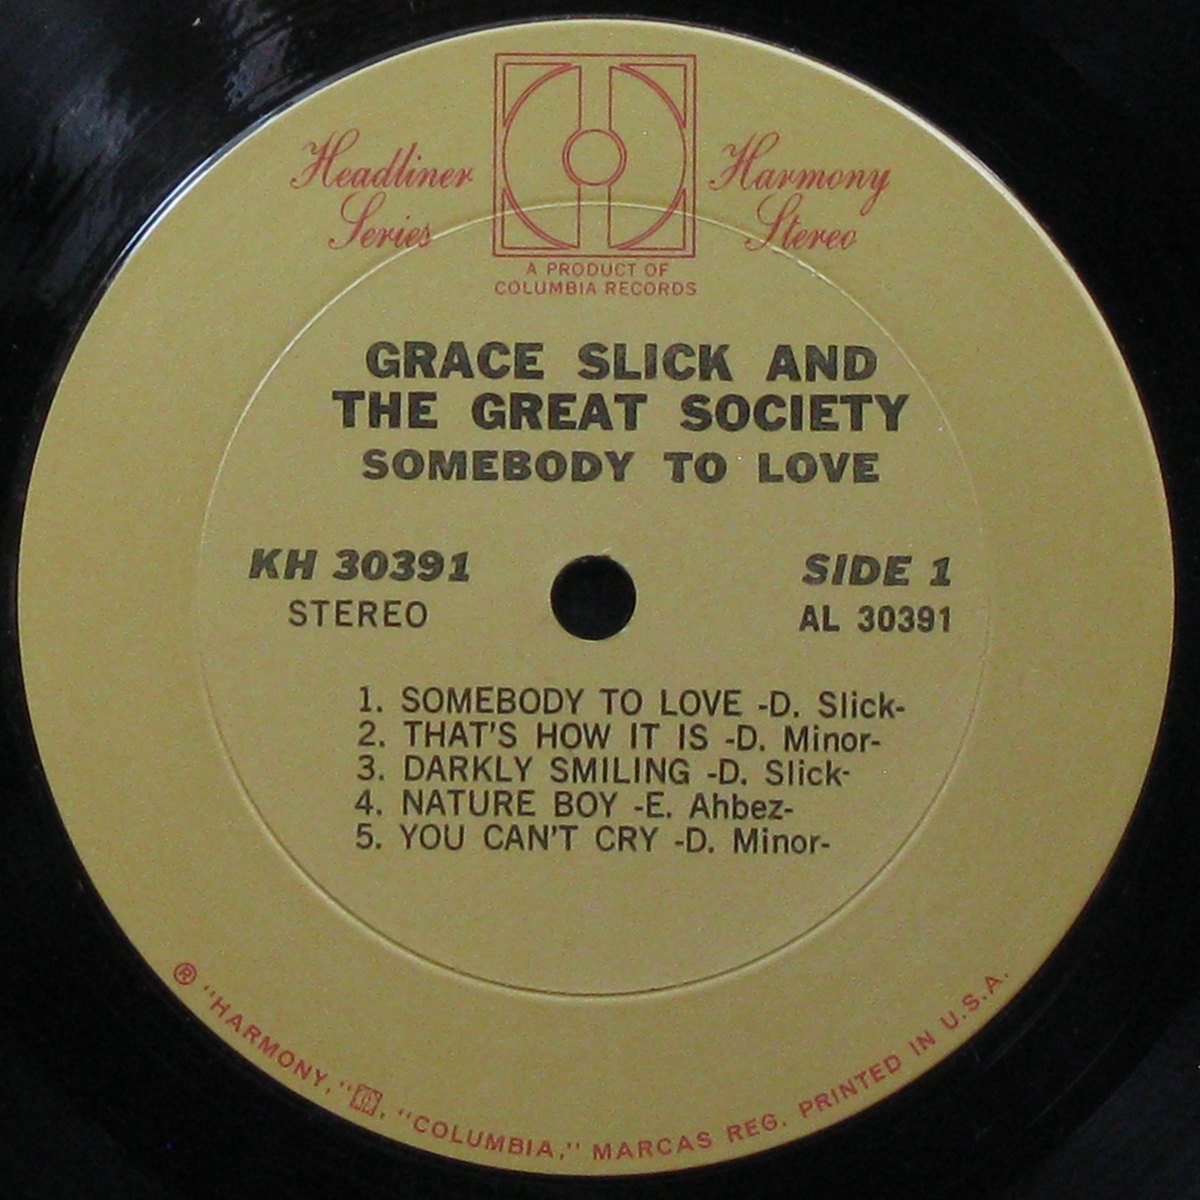 Headliner Series
Harmony Stereo
A PRODUCT OF
COLUMBIA RECORDS
GRACE SLICK AND
THE GREAT SOCIETY
SOMEBODY TO LOVE
KH 30391
STEREO
SIDE 1
AL 30391
1. SOMEBODY TO LOVE -D. Slick-
2. THAT'S HOW IT IS -D. Minor-
3. DARKLY SMILING -D. Slick-
4. NATURE BOY -E. Ahbez-
5. YOU CAN'T CRY -D. Minor-
® "HARMONY," , "COLUMBIA," MARCAS REG. PRINTED IN U.S.A.